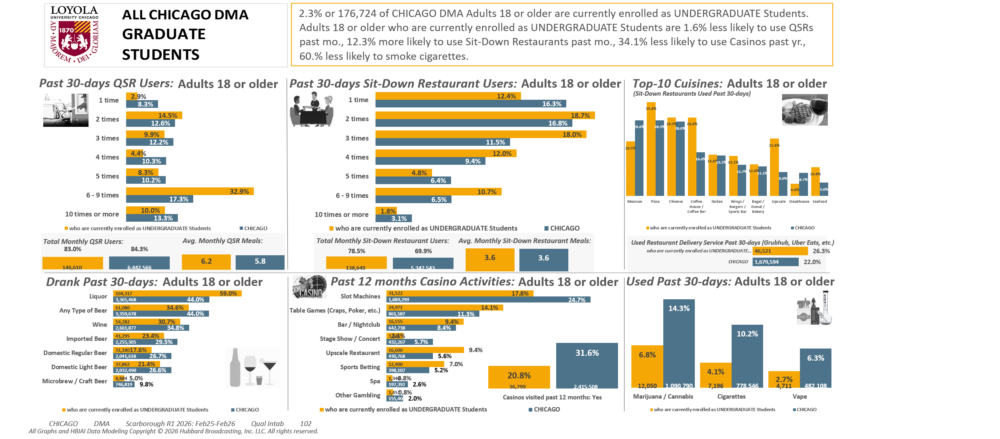 LOYOLA
UNIVERSITY CHICAGO
AD • MAJOREM • DEI • GLORIAM
1870
ALL CHICAGO DMA
GRADUATE
STUDENTS
2.3% or 176,724 of CHICAGO DMA Adults 18 or older are currently enrolled as UNDERGRADUATE Students.
Adults 18 or older who are currently enrolled as UNDERGRADUATE Students are 1.6% less likely to use QSRs
past mo., 12.3% more likely to use Sit-Down Restaurants past mo., 34.1% less likely to use Casinos past yr.,
60.% less likely to smoke cigarettes.
Past 30-days QSR Users: Adults 18 or older
1 time 2.9% 8.3%
2 times 14.5% 12.6%
3 times 9.9% 12.2%
4 times 4.4% 10.3%
5 times 8.3% 10.2%
6 - 9 times 32.9% 17.3%
10 times or more 10.0% 13.3%
who are currently enrolled as UNDERGRADUATE Students CHICAGO
Total Monthly QSR Users: Avg. Monthly QSR Meals:
83.0% 84.3%
146,610 6,442,566 6.2 5.8
Past 30-days Sit-Down Restaurant Users: Adults 18 or older
1 time 12.4% 16.3%
2 times 18.7% 16.8%
3 times 18.0% 11.5%
4 times 12.0% 9.4%
5 times 4.8% 6.4%
6 - 9 times 10.7% 6.5%
10 times or more 1.8% 3.1%
who are currently enrolled as UNDERGRADUATE Students CHICAGO
Total Monthly Sit-Down Restaurant Users: Avg. Monthly Sit-Down Restaurant Meals:
78.5% 69.9%
138,649 5,342,543 3.6 3.6
Top-10 Cuisines: Adults 18 or older
(Sit-Down Restaurants Used Past 30-days)
20.5% 28.6% 35.4% 28.5% 29.5% 28.0% 29.6% 16.4% 15.6% 15.2% 15.2% 11.7% 12.0% 11.1% 21.6% 9.0% 4.6% 8.7% 10.8% 5.0%
Mexican Pizza Chinese Coffee Italian Wings / Bagel / Upscale Steakhouse Seafood
House / Burgers / Donut /
Coffee Bar Sports Bar Bakery
who are currently enrolled as UNDERGRADUATE Students CHICAGO
Used Restaurant Delivery Service Past 30-days (Grubhub, Uber Eats, etc.)
who are currently enrolled as UNDERGRADUATE... 46,521 26.3%
CHICAGO 1,679,594 22.0%
Drank Past 30-days: Adults 18 or older
Liquor 104,317 59.0% 3,365,468 44.0%
Any Type of Beer 61,080 34.6% 3,359,678 44.0%
Wine 54,282 30.7% 2,661,877 34.8%
Imported Beer 41,295 23.4% 2,255,305 29.5%
Domestic Regular Beer 31,180 17.6% 2,041,618 26.7%
Domestic Light Beer 37,862 21.4% 2,032,490 26.6%
Microbrew / Craft Beer 8,884 5.0% 746,819 9.8%
who are currently enrolled as UNDERGRADUATE Students CHICAGO
CASINO
Past 12 months Casino Activities: Adults 18 or older
Slot Machines 31,522 17.8% 1,889,299 24.7%
Table Games (Craps, Poker, etc.) 24,971 14.1% 861,587 11.3%
Bar / Nightclub 16,555 9.4% 642,738 8.4%
Stage Show / Concert 2.1% 432,267 5.7%
Upscale Restaurant 16,600 9.4% 430,768 5.6%
Sports Betting 12,400 7.0% 398,107 5.2%
Spa 0.8% 197,392 2.6%
Other Gambling 0.8% 2.0%
20.8% 31.6%
36,799 2,415,508
Casinos visited past 12 months: Yes
who are currently enrolled as UNDERGRADUATE Students CHICAGO
Used Past 30-days: Adults 18 or older
CIGARETTES
6.8% 14.3% 4.1% 10.2% 2.7% 6.3%
12,050 1,090,790 7,196 778,546 4,711 482,108
Marijuana / Cannabis Cigarettes Vape
who are currently enrolled as UNDERGRADUATE Students CHICAGO
CHICAGO DMA Scarborough R1 2026: Feb25-Feb26 Qual Intab 102
All Graphs and HBIAI Data Modeling Copyright © 2026 Hubbard Broadcasting, Inc. LLC. All rights reserved.